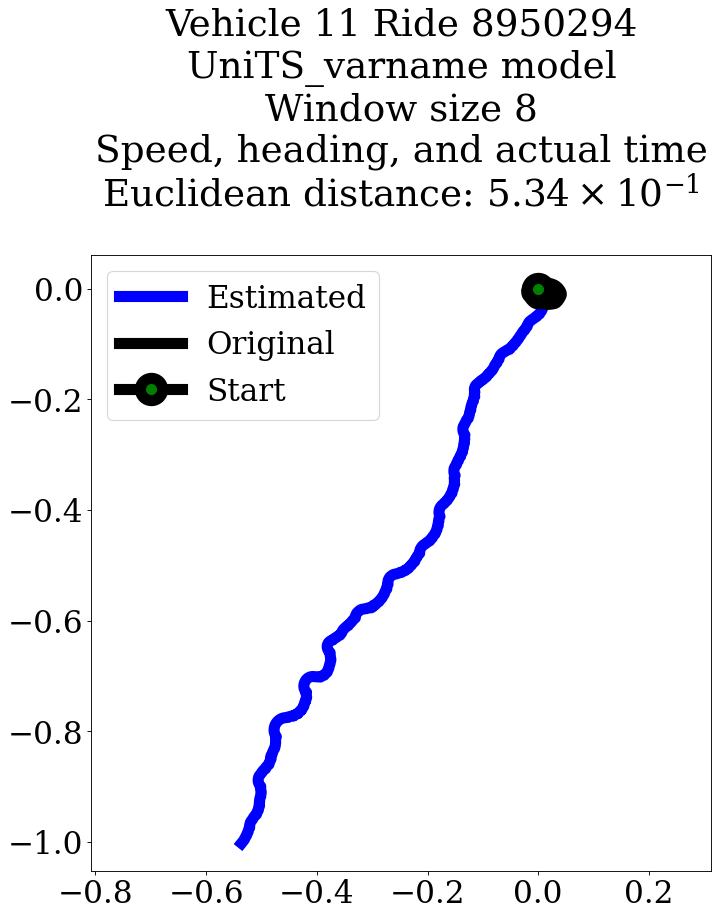 Vehicle 11 Ride 8950294
UniTS_varname model
Window size 8
Speed, heading, and actual time
Euclidean distance: 5.34 × 10⁻¹
Estimated
Original
Start
0.0
−0.2
−0.4
−0.6
−0.8
−1.0
−0.8 −0.6 −0.4 −0.2 0.0 0.2